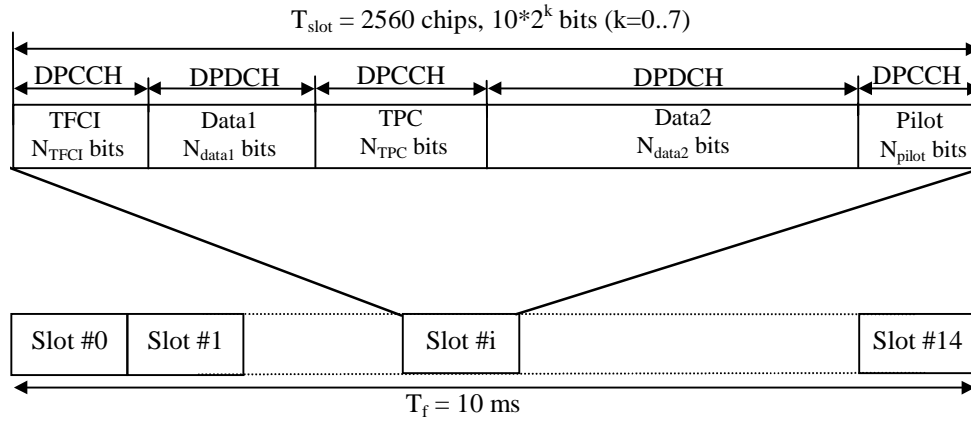 T_slot = 2560 chips, 10*2^k bits (k=0..7)
DPCCH DPDCH DPCCH DPDCH DPCCH
TFCI Data1 TPC Data2 Pilot
N_TFCI bits N_data1 bits N_TPC bits N_data2 bits N_pilot bits
Slot #0 Slot #1 Slot #i Slot #14
T_f = 10 ms